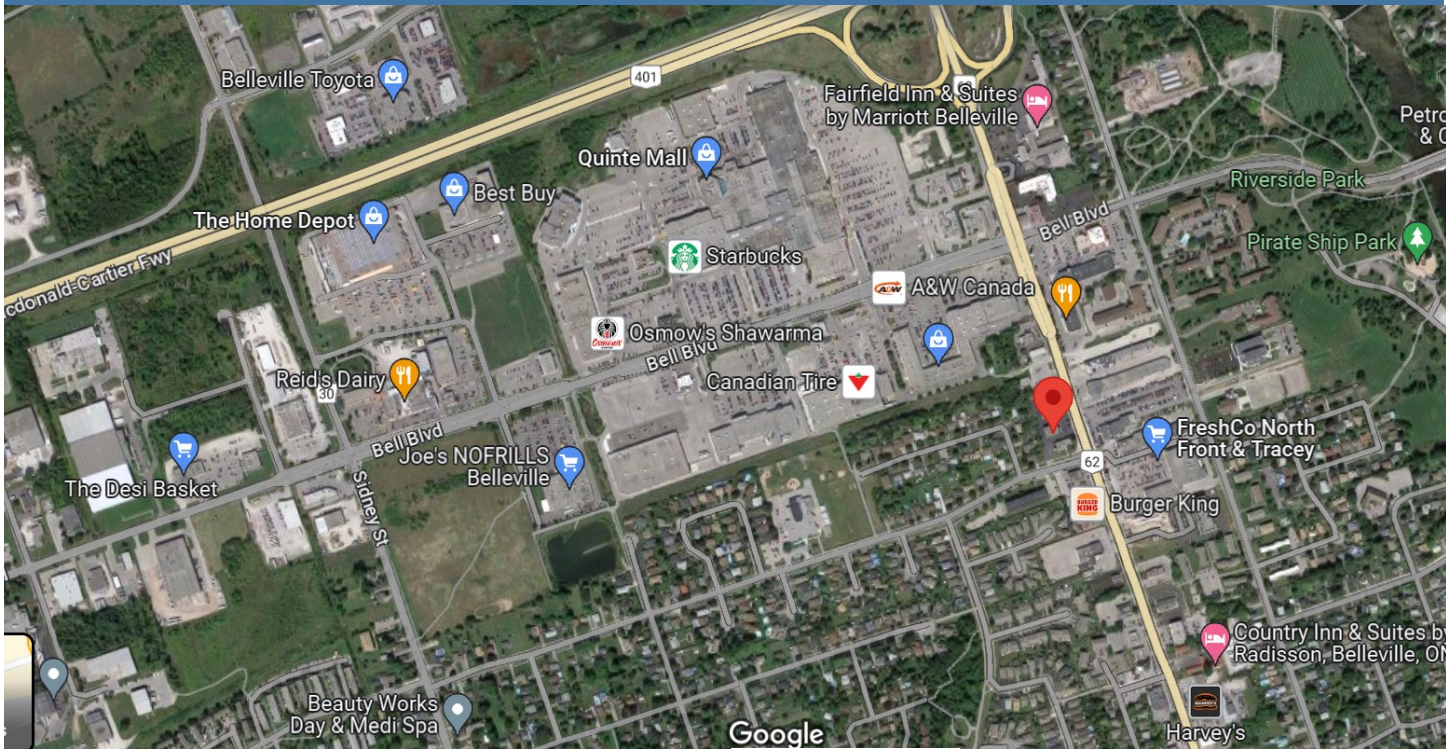 401
Belleville Toyota
Fairfield Inn & Suites
by Marriott Belleville
Quinte Mall
Best Buy
The Home Depot
Riverside Park
Bell Blvd
Pirate Ship Park
cdonald-Cartier Fwy
Starbucks
A&W Canada
A&W
Osmow's Shawarma
Osmow's
Bell Blvd
Canadian Tire
Reid's Dairy
30
FreshCo North
Front & Tracey
Bell Blvd
Joe's NOFRILLS
Belleville
62
The Desi Basket
Sidney St
BURGER
KING
Burger King
Country Inn & Suites by
Radisson, Belleville, ON
Beauty Works
Day & Medi Spa
Harvey's
Google